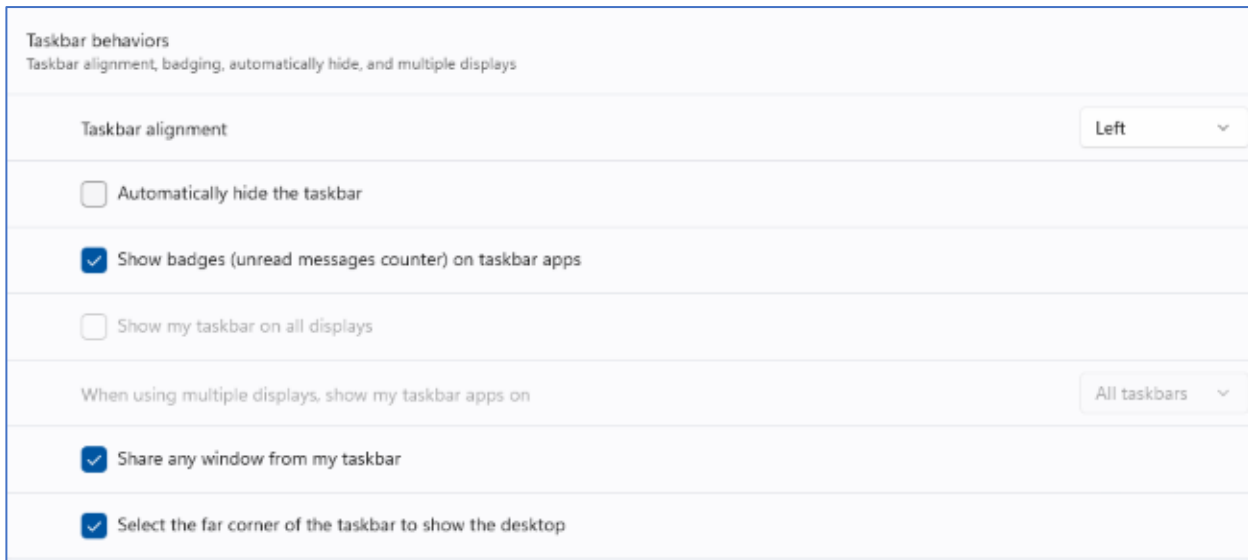 Taskbar behaviors
Taskbar alignment, badging, automatically hide, and multiple displays
Taskbar alignment
Left
Automatically hide the taskbar
Show badges (unread messages counter) on taskbar apps
Show my taskbar on all displays
When using multiple displays, show my taskbar apps on
All taskbars
Share any window from my taskbar
Select the far corner of the taskbar to show the desktop